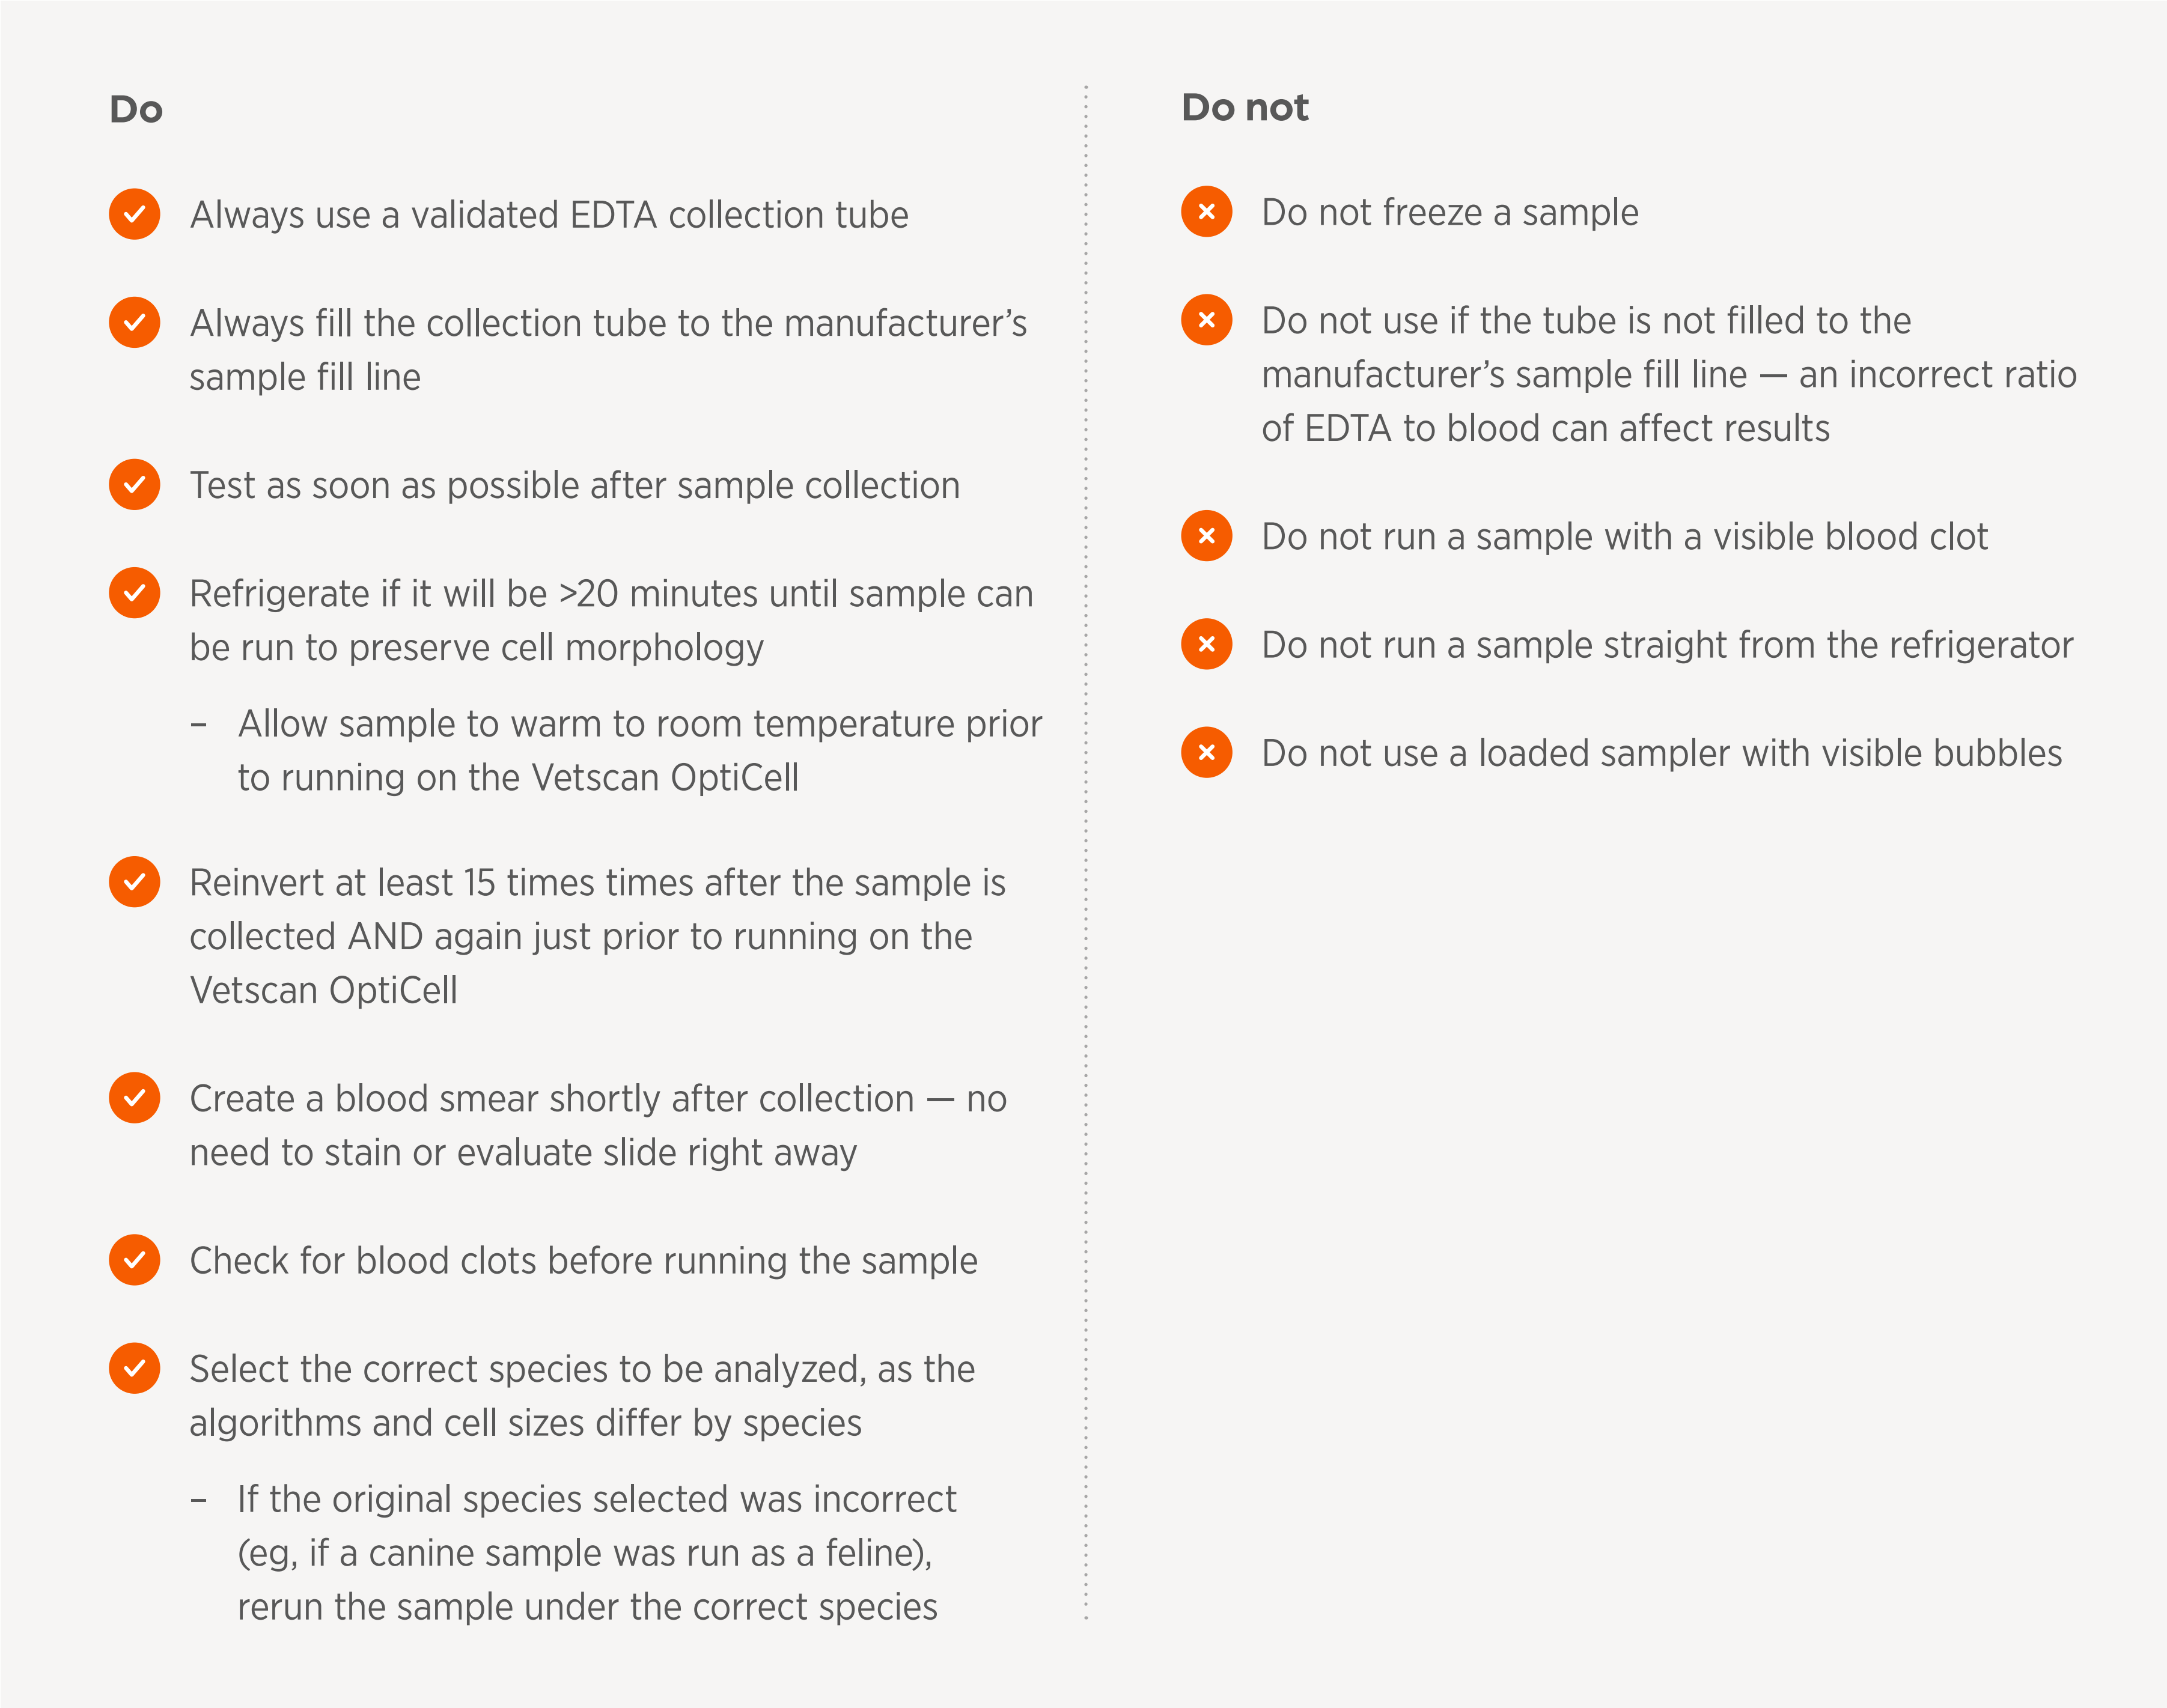 Do
Always use a validated EDTA collection tube
Always fill the collection tube to the manufacturer’s
sample fill line
Test as soon as possible after sample collection
Refrigerate if it will be >20 minutes until sample can
be run to preserve cell morphology
– Allow sample to warm to room temperature prior
to running on the Vetscan OptiCell
Reinvert at least 15 times times after the sample is
collected AND again just prior to running on the
Vetscan OptiCell
Create a blood smear shortly after collection — no
need to stain or evaluate slide right away
Check for blood clots before running the sample
Select the correct species to be analyzed, as the
algorithms and cell sizes differ by species
– If the original species selected was incorrect
(eg, if a canine sample was run as a feline),
rerun the sample under the correct species
Do not
Do not freeze a sample
Do not use if the tube is not filled to the
manufacturer’s sample fill line — an incorrect ratio
of EDTA to blood can affect results
Do not run a sample with a visible blood clot
Do not run a sample straight from the refrigerator
Do not use a loaded sampler with visible bubbles